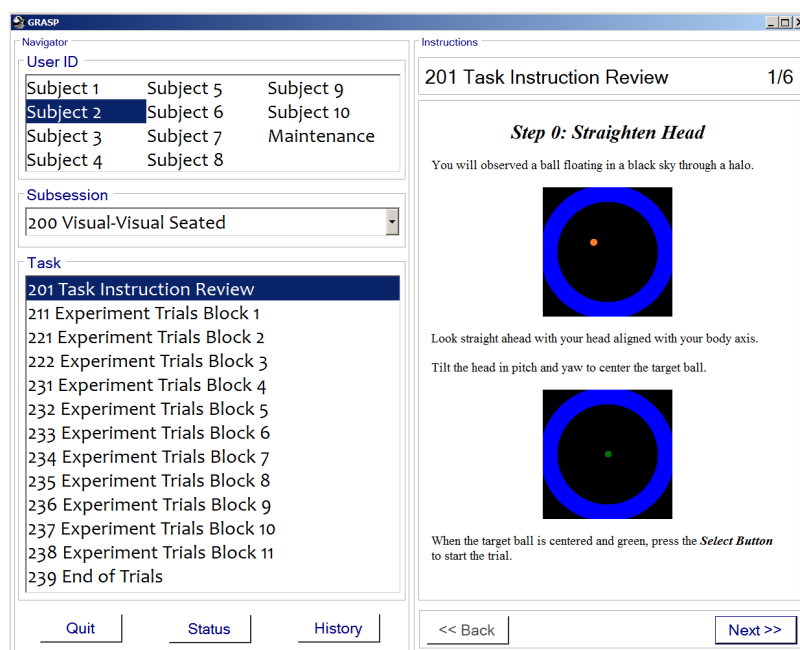 GRASP
Navigator
User ID
Subject 1 Subject 5 Subject 9
Subject 2 Subject 6 Subject 10
Subject 3 Subject 7 Maintenance
Subject 4 Subject 8
Subsession
200 Visual-Visual Seated
Task
201 Task Instruction Review
211 Experiment Trials Block 1
221 Experiment Trials Block 2
222 Experiment Trials Block 3
231 Experiment Trials Block 4
232 Experiment Trials Block 5
233 Experiment Trials Block 6
234 Experiment Trials Block 7
235 Experiment Trials Block 8
236 Experiment Trials Block 9
237 Experiment Trials Block 10
238 Experiment Trials Block 11
239 End of Trials
Quit Status History
Instructions
201 Task Instruction Review 1/6
Step 0: Straighten Head
You will observed a ball floating in a black sky through a halo.
Look straight ahead with your head aligned with your body axis.
Tilt the head in pitch and yaw to center the target ball.
When the target ball is centered and green, press the Select Button
to start the trial.
<< Back Next >>